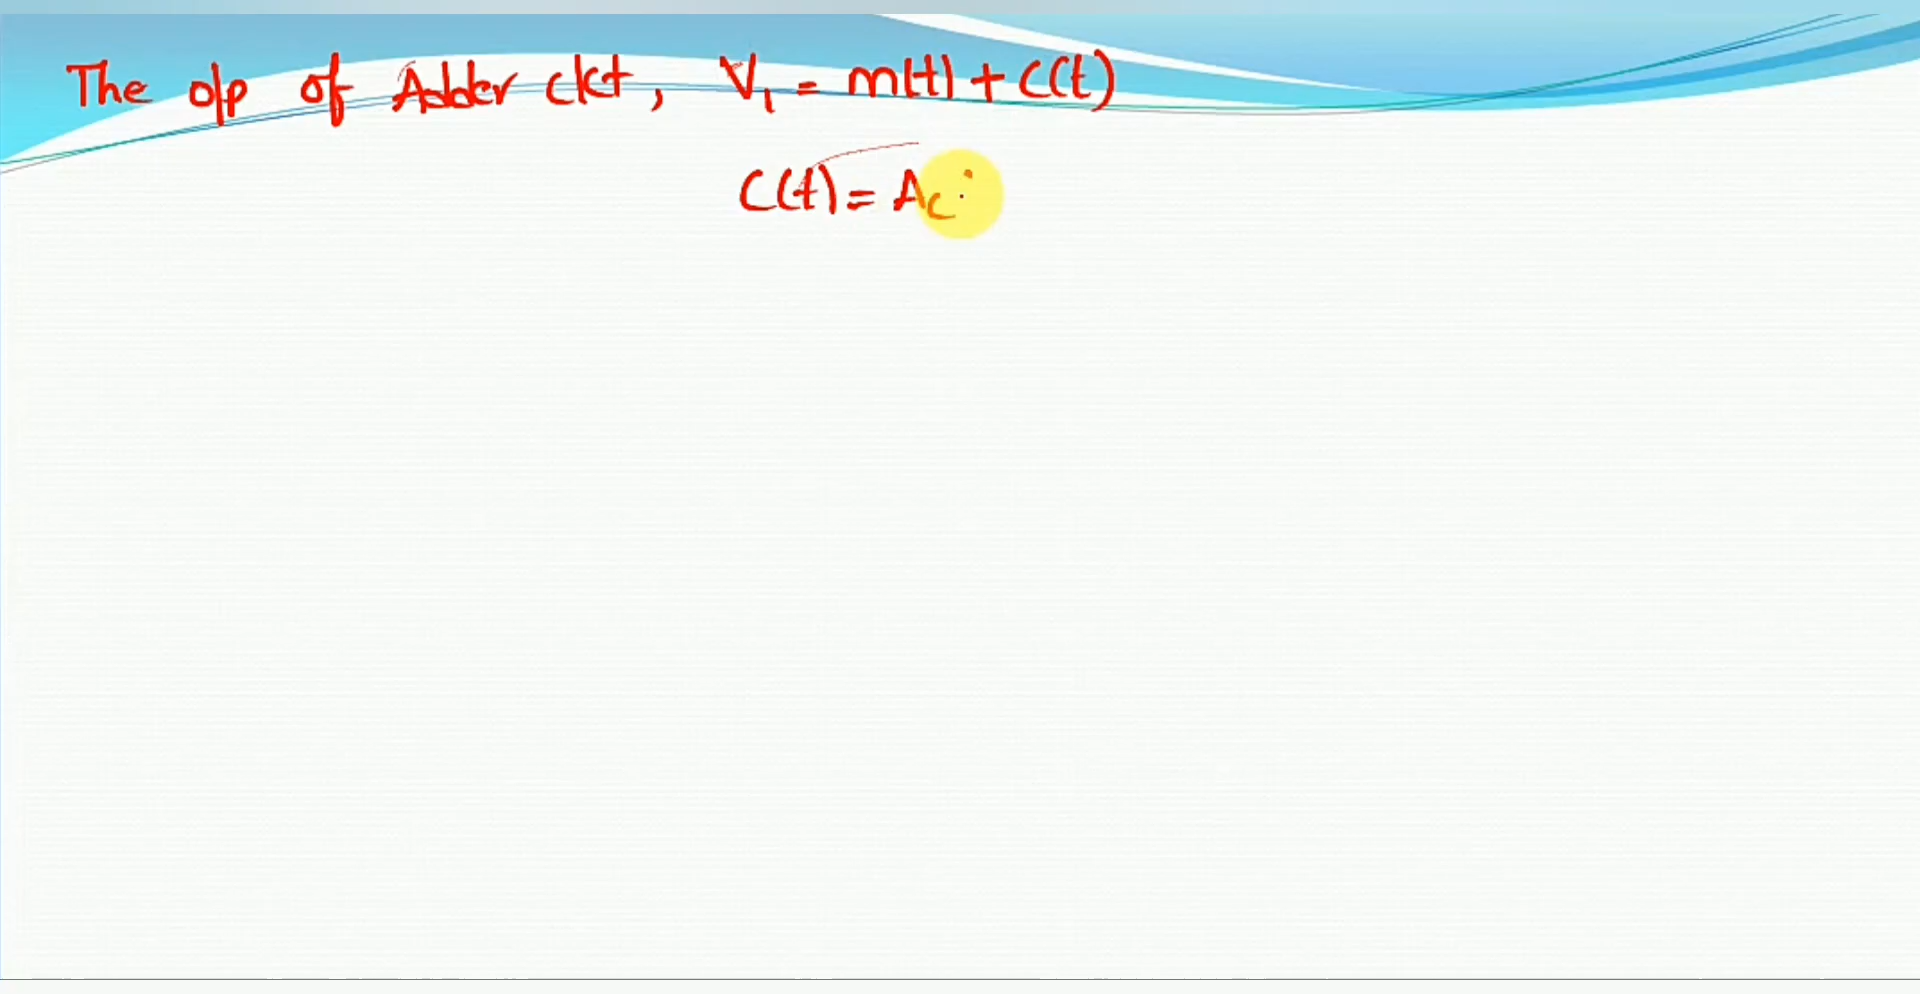 The o/p of Adder ckt, V₁ = m(t) + C(t)
C(t) = Ac